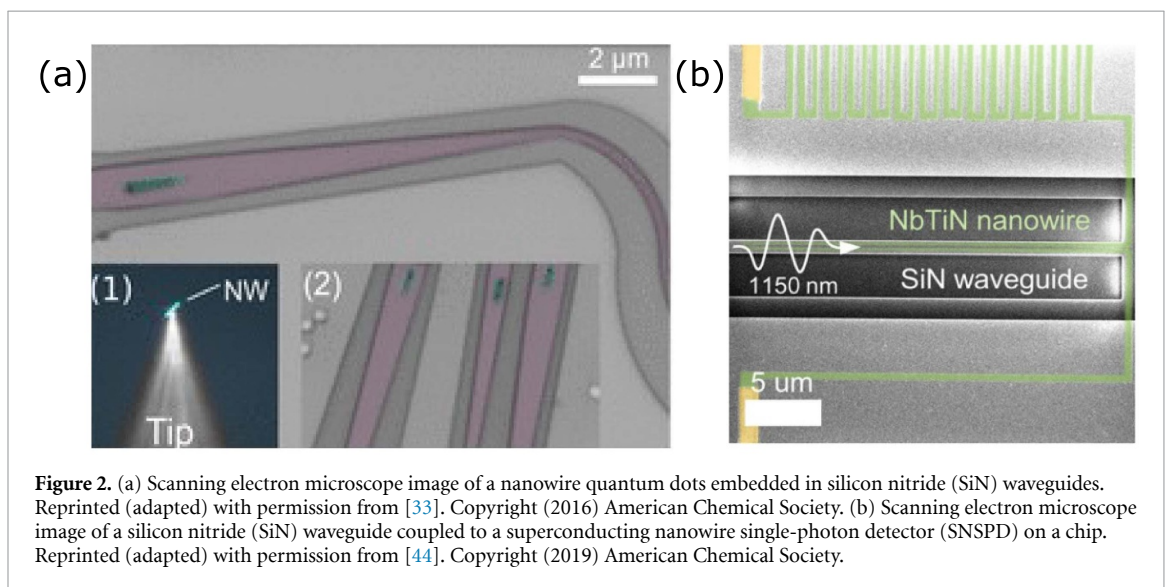 (a)
2 μm
(1)
NW
Tip
(2)
(b)
NbTiN nanowire
1150 nm
SiN waveguide
5 um
Figure 2. (a) Scanning electron microscope image of a nanowire quantum dots embedded in silicon nitride (SiN) waveguides.
Reprinted (adapted) with permission from [33]. Copyright (2016) American Chemical Society. (b) Scanning electron microscope
image of a silicon nitride (SiN) waveguide coupled to a superconducting nanowire single-photon detector (SNSPD) on a chip.
Reprinted (adapted) with permission from [44]. Copyright (2019) American Chemical Society.